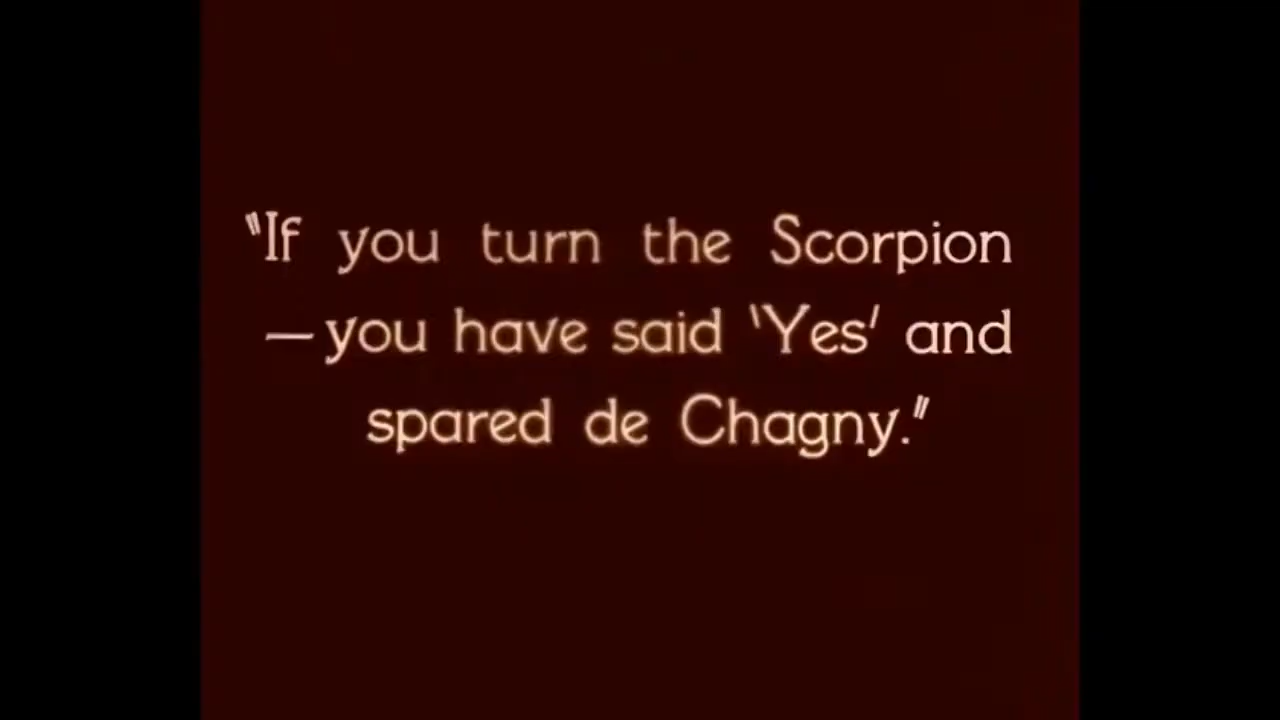 "If you turn the Scorpion
—you have said 'Yes' and
spared de Chagny."